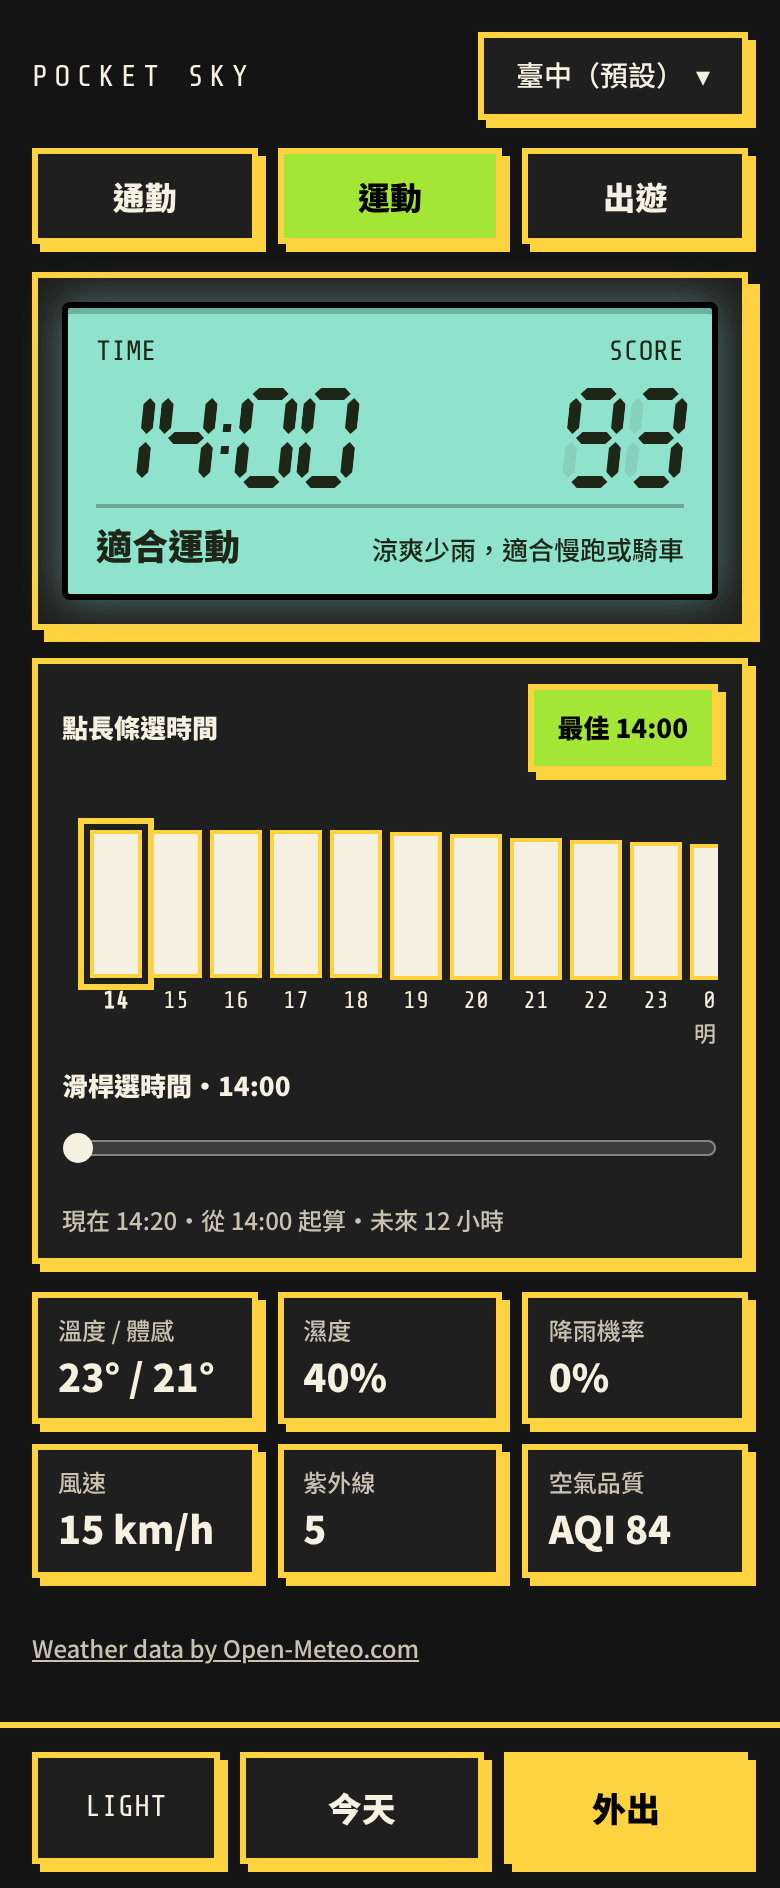 POCKET SKY
臺中（預設） ▼
通勤
運動
出遊
TIME
SCORE
14:00
93
適合運動
涼爽少雨，適合慢跑或騎車
點長條選時間
最佳 14:00
14 15 16 17 18 19 20 21 22 23 0
明
滑桿選時間・14:00
現在 14:20・從 14:00 起算・未來 12 小時
溫度 / 體感
23° / 21°
濕度
40%
降雨機率
0%
風速
15 km/h
紫外線
5
空氣品質
AQI 84
Weather data by Open-Meteo.com
LIGHT
今天
外出